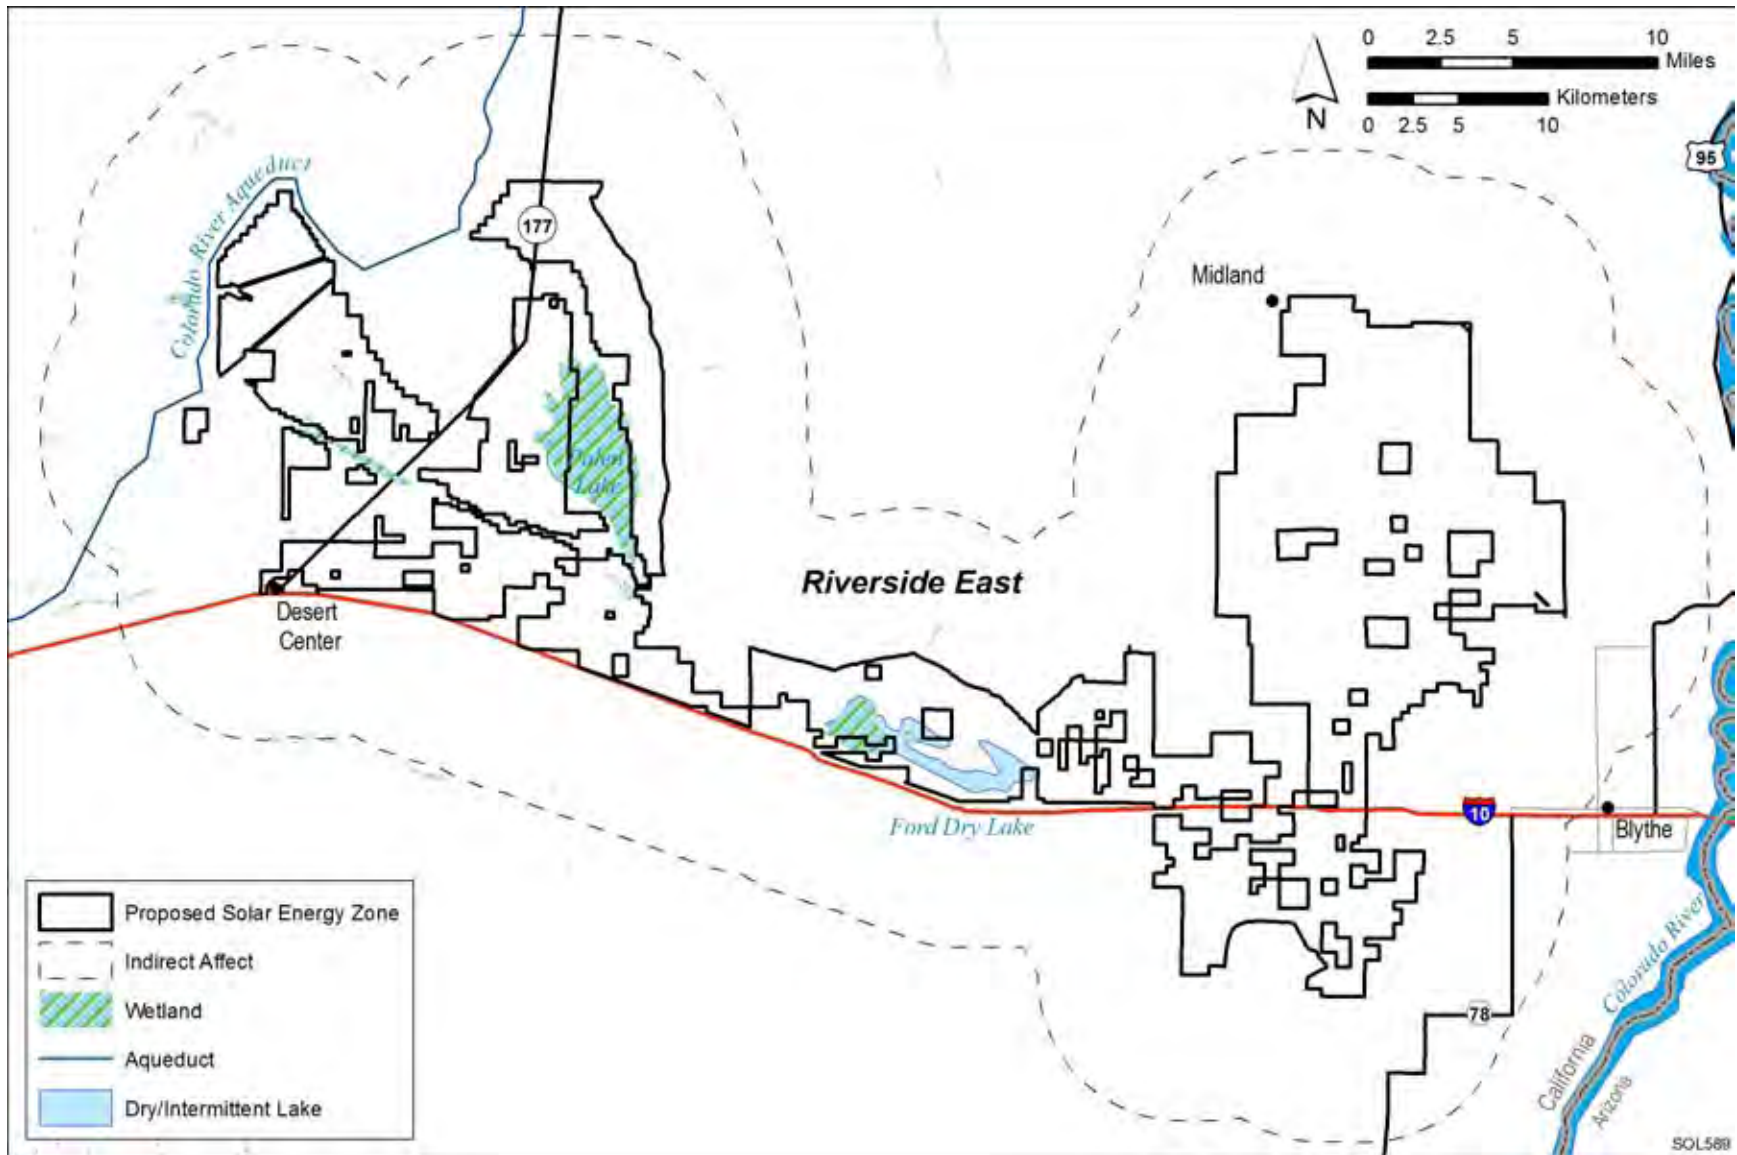 0 2.5 5 10
Miles
Kilometers
0 2.5 5 10
N
95
Colorado River Aqueduct
177
Midland
Palen
Lake
Riverside East
Desert
Center
10
Ford Dry Lake
Blythe
Proposed Solar Energy Zone
Indirect Affect
Wetland
Aqueduct
Dry/Intermittent Lake
78
Colorado River
California
Arizona
SOL589